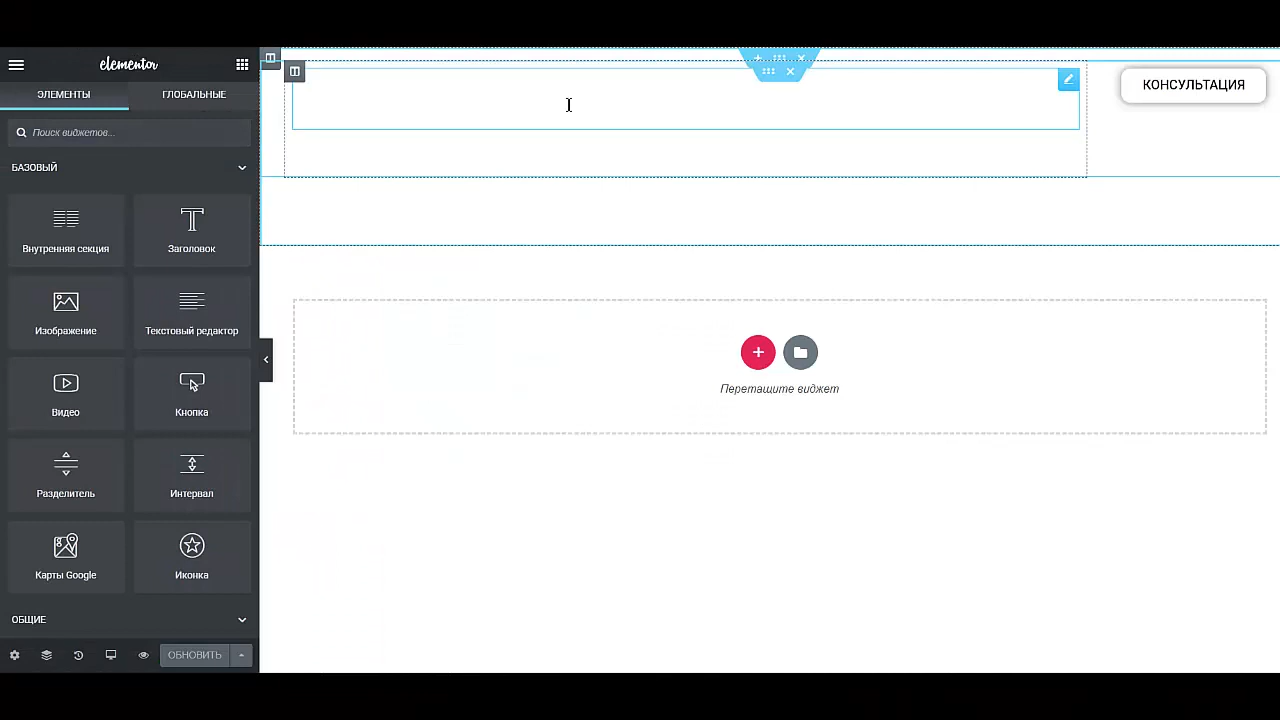 elementor
ЭЛЕМЕНТЫ
ГЛОБАЛЬНЫЕ
Поиск виджетов...
БАЗОВЫЙ
Внутренняя секция
Заголовок
Изображение
Текстовый редактор
Видео
Кнопка
Разделитель
Интервал
Карты Google
Иконка
ОБЩИЕ
ОБНОВИТЬ
КОНСУЛЬТАЦИЯ
Перетащите виджет